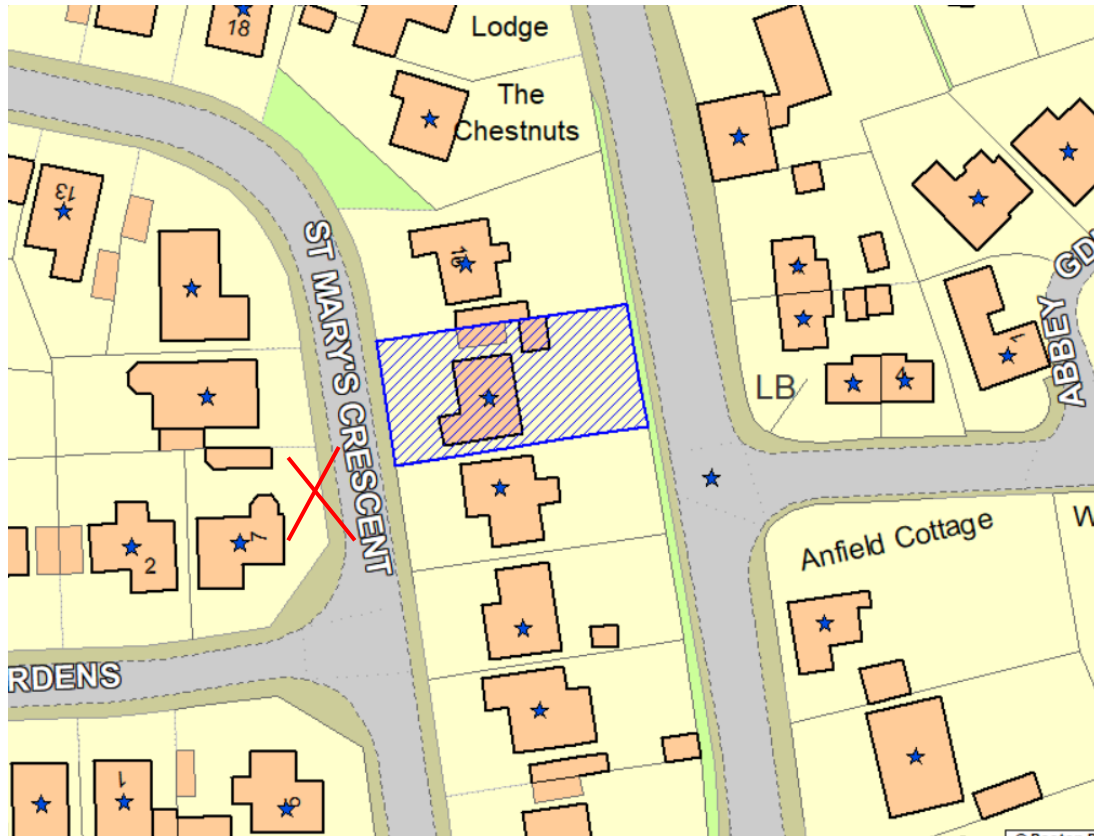 18
Lodge
The
Chestnuts
13
16
ST MARY'S CRESCENT
ABBEY GD
1
LB
4
2
7
Anfield Cottage
W
RDENS
1
9